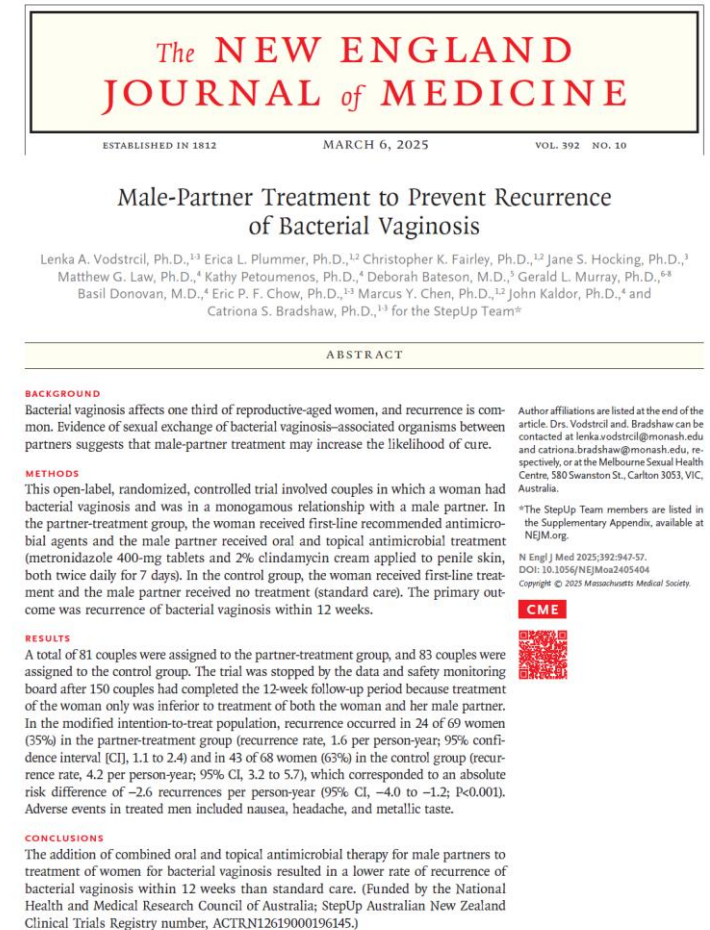 The NEW ENGLAND
JOURNAL of MEDICINE
ESTABLISHED IN 1812
MARCH 6, 2025
VOL. 392 NO. 10
Male-Partner Treatment to Prevent Recurrence
of Bacterial Vaginosis
Lenka A. Vodstrcil, Ph.D.,1-3 Erica L. Plummer, Ph.D.,1,2 Christopher K. Fairley, Ph.D.,1,2 Jane S. Hocking, Ph.D.,3
Matthew G. Law, Ph.D.,4 Kathy Petoumenos, Ph.D.,4 Deborah Bateson, M.D.,5 Gerald L. Murray, Ph.D.,6-8
Basil Donovan, M.D.,4 Eric P. F. Chow, Ph.D.,1-3 Marcus Y. Chen, Ph.D.,1,2 John Kaldor, Ph.D.,4 and
Catriona S. Bradshaw, Ph.D.,1-3 for the StepUp Team*
ABSTRACT
BACKGROUND
Bacterial vaginosis affects one third of reproductive-aged women, and recurrence is com-
mon. Evidence of sexual exchange of bacterial vaginosis–associated organisms between
partners suggests that male-partner treatment may increase the likelihood of cure.
METHODS
This open-label, randomized, controlled trial involved couples in which a woman had
bacterial vaginosis and was in a monogamous relationship with a male partner. In
the partner-treatment group, the woman received first-line recommended antimicro-
bial agents and the male partner received oral and topical antimicrobial treatment
(metronidazole 400-mg tablets and 2% clindamycin cream applied to penile skin,
both twice daily for 7 days). In the control group, the woman received first-line treat-
ment and the male partner received no treatment (standard care). The primary out-
come was recurrence of bacterial vaginosis within 12 weeks.
RESULTS
A total of 81 couples were assigned to the partner-treatment group, and 83 couples were
assigned to the control group. The trial was stopped by the data and safety monitoring
board after 150 couples had completed the 12-week follow-up period because treatment
of the woman only was inferior to treatment of both the woman and her male partner.
In the modified intention-to-treat population, recurrence occurred in 24 of 69 women
(35%) in the partner-treatment group (recurrence rate, 1.6 per person-year; 95% confi-
dence interval [CI], 1.1 to 2.4) and in 43 of 68 women (63%) in the control group (recur-
rence rate, 4.2 per person-year; 95% CI, 3.2 to 5.7), which corresponded to an absolute
risk difference of −2.6 recurrences per person-year (95% CI, −4.0 to −1.2; P<0.001).
Adverse events in treated men included nausea, headache, and metallic taste.
CONCLUSIONS
The addition of combined oral and topical antimicrobial therapy for male partners to
treatment of women for bacterial vaginosis resulted in a lower rate of recurrence of
bacterial vaginosis within 12 weeks than standard care. (Funded by the National
Health and Medical Research Council of Australia; StepUp Australian New Zealand
Clinical Trials Registry number, ACTRN12619000196145.)
Author affiliations are listed at the end of the
article. Drs. Vodstrcil and. Bradshaw can be
contacted at lenka.vodstrcil@monash.edu
and catriona.bradshaw@monash.edu, re-
spectively, or at the Melbourne Sexual Health
Centre, 580 Swanston St., Carlton 3053, VIC,
Australia.
*The StepUp Team members are listed in
the Supplementary Appendix, available at
NEJM.org.
N Engl J Med 2025;392:947-57.
DOI: 10.1056/NEJMoa2405404
Copyright © 2025 Massachusetts Medical Society.
CME